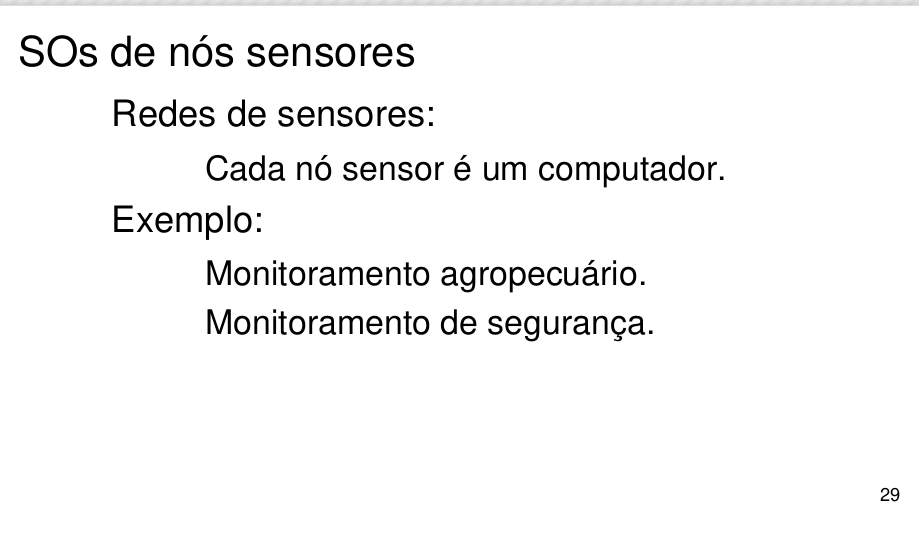 SOs de nós sensores
Redes de sensores:
Cada nó sensor é um computador.
Exemplo:
Monitoramento agropecuário.
Monitoramento de segurança.
29